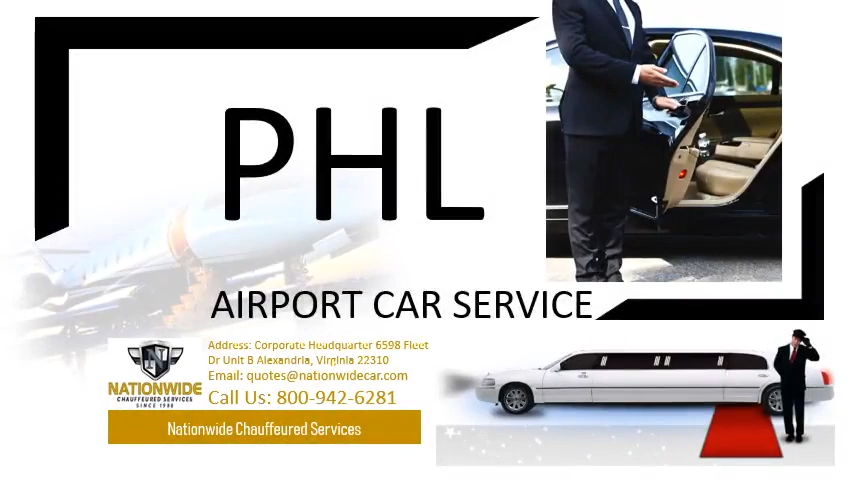 PHL
AIRPORT CAR SERVICE
Address: Corporate Headquarter 6598 Fleet
Dr Unit B Alexandria, Virginia 22310
Email: quotes@nationwidecar.com
Call Us: 800-942-6281
N
NATIONWIDE
CHAUFFEURED SERVICES
SINCE 1988
Nationwide Chauffeured Services